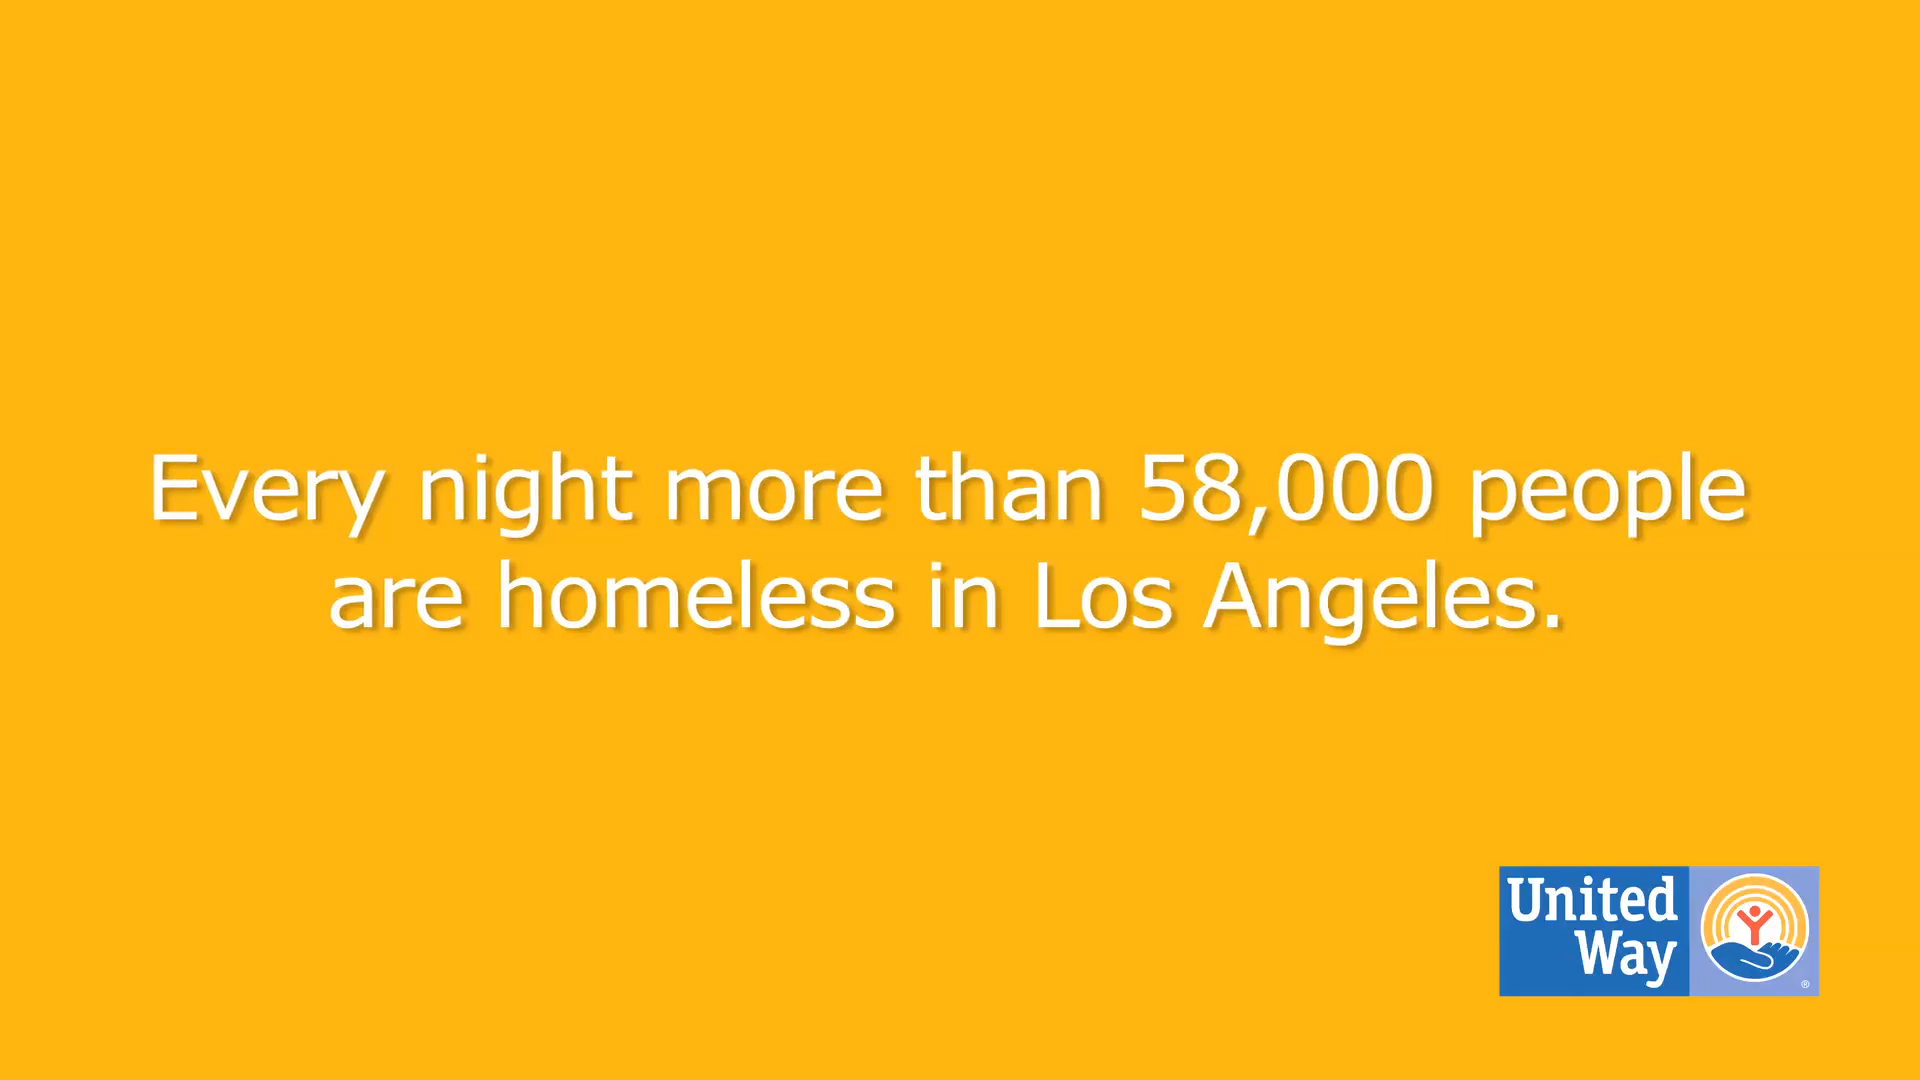 Every night more than 58,000 people
are homeless in Los Angeles.
United
Way
®